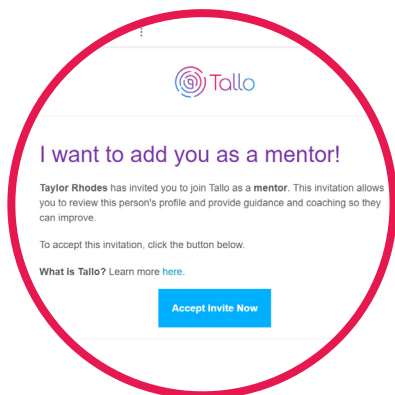 Tallo
I want to add you as a mentor!
Taylor Rhodes has invited you to join Tallo as a mentor. This invitation allows
you to review this person's profile and provide guidance and coaching so they
can improve.
To accept this invitation, click the button below.
What is Tallo? Learn more here.
Accept Invite Now